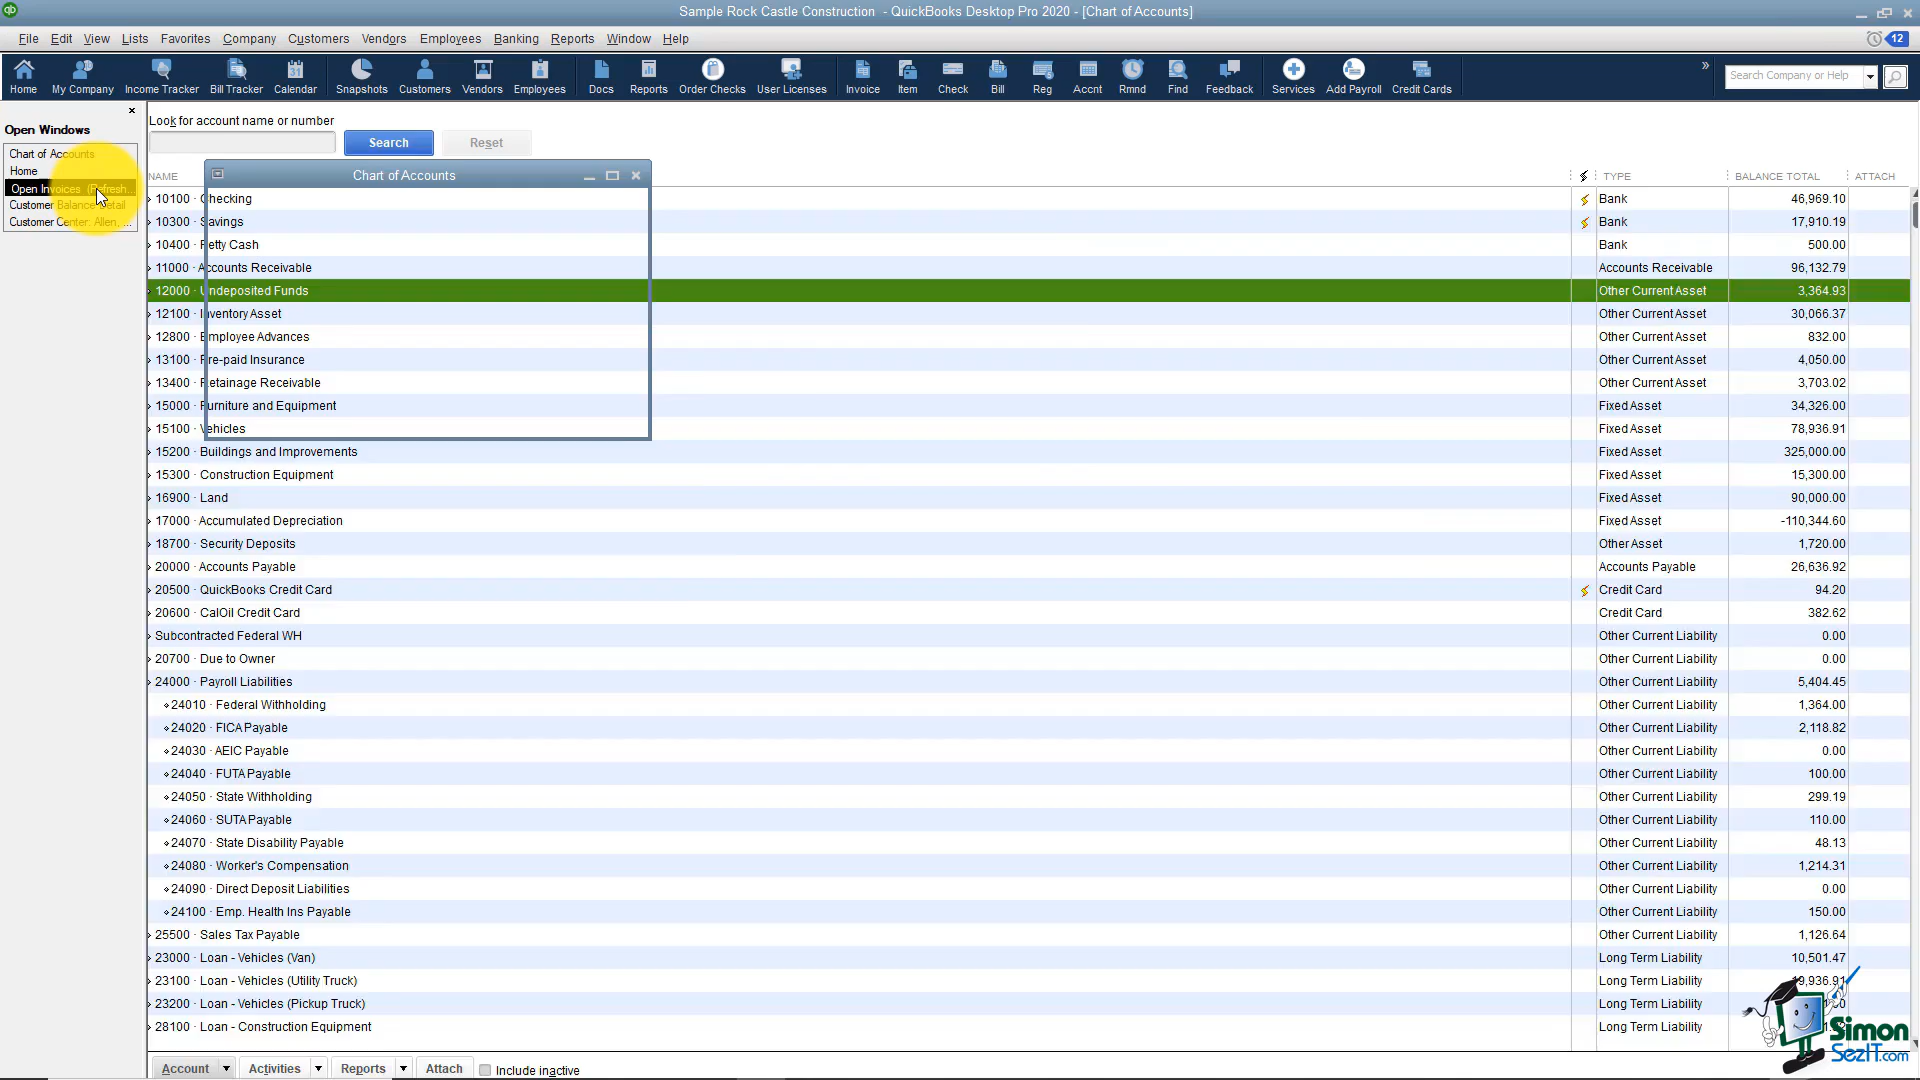 Sample Rock Castle Construction - QuickBooks Desktop Pro 2020 - [Chart of Accounts]
File Edit View Lists Favorites Company Customers Vendors Employees Banking Reports Window Help
12
Home My Company Income Tracker Bill Tracker Calendar Snapshots Customers Vendors Employees Docs Reports Order Checks User Licenses Invoice Item Check Bill Reg Accnt Rmnd Find Feedback Services Add Payroll Credit Cards
Search Company or Help
Open Windows
Chart of Accounts
Home
Open Invoices (Refresh...
Customer Balance Detail
Customer Center: Allen, ...
Look for account name or number
Search Reset
Chart of Accounts
NAME TYPE BALANCE TOTAL ATTACH
10100 · Checking Bank 46,969.10
10300 · Savings Bank 17,910.19
10400 · Petty Cash Bank 500.00
11000 · Accounts Receivable Accounts Receivable 96,132.79
12000 · Undeposited Funds Other Current Asset 3,364.93
12100 · Inventory Asset Other Current Asset 30,066.37
12800 · Employee Advances Other Current Asset 832.00
13100 · Pre-paid Insurance Other Current Asset 4,050.00
13400 · Retainage Receivable Other Current Asset 3,703.02
15000 · Furniture and Equipment Fixed Asset 34,326.00
15100 · Vehicles Fixed Asset 78,936.91
15200 · Buildings and Improvements Fixed Asset 325,000.00
15300 · Construction Equipment Fixed Asset 15,300.00
16900 · Land Fixed Asset 90,000.00
17000 · Accumulated Depreciation Fixed Asset -110,344.60
18700 · Security Deposits Other Asset 1,720.00
20000 · Accounts Payable Accounts Payable 26,636.92
20500 · QuickBooks Credit Card Credit Card 94.20
20600 · CalOil Credit Card Credit Card 382.62
Subcontracted Federal WH Other Current Liability 0.00
20700 · Due to Owner Other Current Liability 0.00
24000 · Payroll Liabilities Other Current Liability 5,404.45
24010 · Federal Withholding Other Current Liability 1,364.00
24020 · FICA Payable Other Current Liability 2,118.82
24030 · AEIC Payable Other Current Liability 0.00
24040 · FUTA Payable Other Current Liability 100.00
24050 · State Withholding Other Current Liability 299.19
24060 · SUTA Payable Other Current Liability 110.00
24070 · State Disability Payable Other Current Liability 48.13
24080 · Worker's Compensation Other Current Liability 1,214.31
24090 · Direct Deposit Liabilities Other Current Liability 0.00
24100 · Emp. Health Ins Payable Other Current Liability 150.00
25500 · Sales Tax Payable Other Current Liability 1,126.64
23000 · Loan - Vehicles (Van) Long Term Liability 10,501.47
23100 · Loan - Vehicles (Utility Truck) Long Term Liability 19,936.91
23200 · Loan - Vehicles (Pickup Truck) Long Term Liability
28100 · Loan - Construction Equipment Long Term Liability
Simon
SezIT.com
Account Activities Reports Attach Include inactive